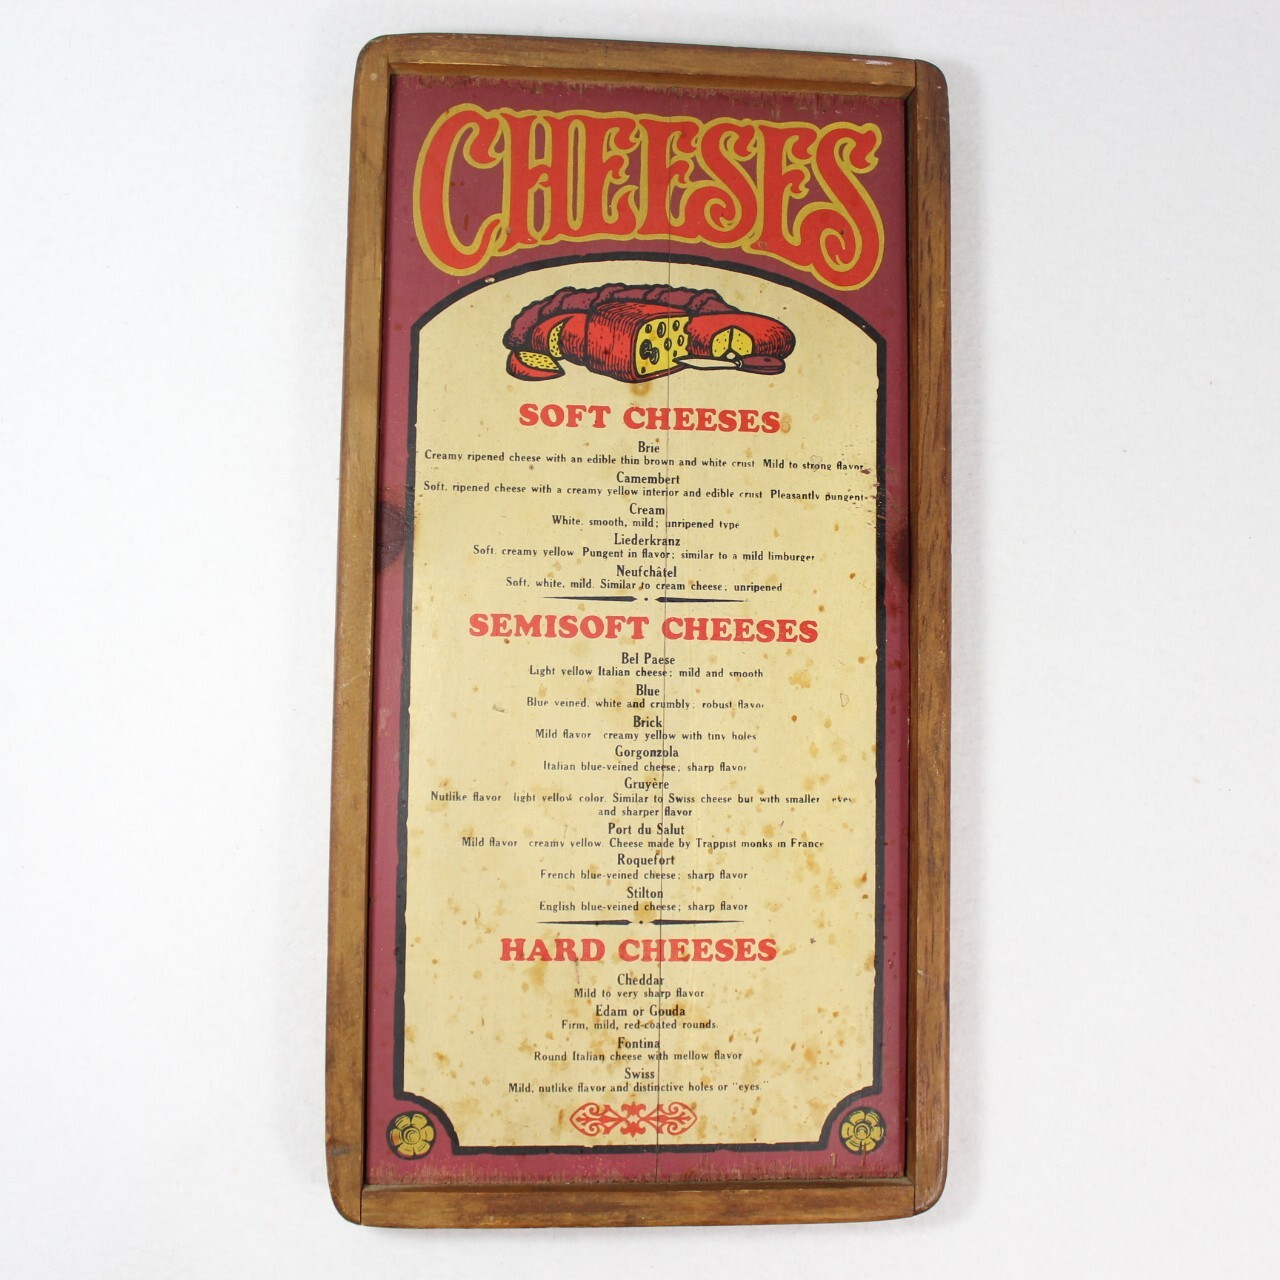 CHEESES
SOFT CHEESES
Brie
Creamy ripened cheese with an edible thin brown and white crust Mild to strong flavor
Camembert
Soft, ripened cheese with a creamy yellow interior and edible crust Pleasantly pungent
Cream
White, smooth, mild; unripened type
Liederkranz
Soft, creamy yellow Pungent in flavor; similar to a mild limburger
Neufchâtel
Soft, white, mild. Similar to cream cheese; unripened
SEMISOFT CHEESES
Bel Paese
Light yellow Italian cheese; mild and smooth
Blue
Blue veined, white and crumbly; robust flavor
Brick
Mild flavor creamy yellow with tiny holes
Gorgonzola
Italian blue-veined cheese; sharp flavor
Gruyère
Nutlike flavor light yellow color. Similar to Swiss cheese but with smaller eyes
and sharper flavor
Port du Salut
Mild flavor creamy yellow. Cheese made by Trappist monks in France
Roquefort
French blue-veined cheese; sharp flavor
Stilton
English blue-veined cheese; sharp flavor
HARD CHEESES
Cheddar
Mild to very sharp flavor
Edam or Gouda
Firm, mild, red-coated rounds.
Fontina
Round Italian cheese with mellow flavor
Swiss
Mild, nutlike flavor and distinctive holes or "eyes."